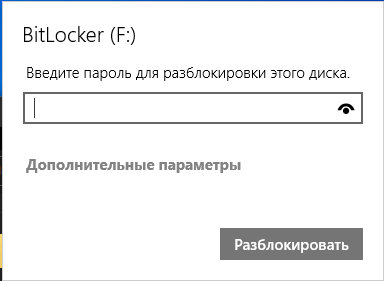 BitLocker (F:)
Введите пароль для разблокировки этого диска.
Дополнительные параметры
Разблокировать